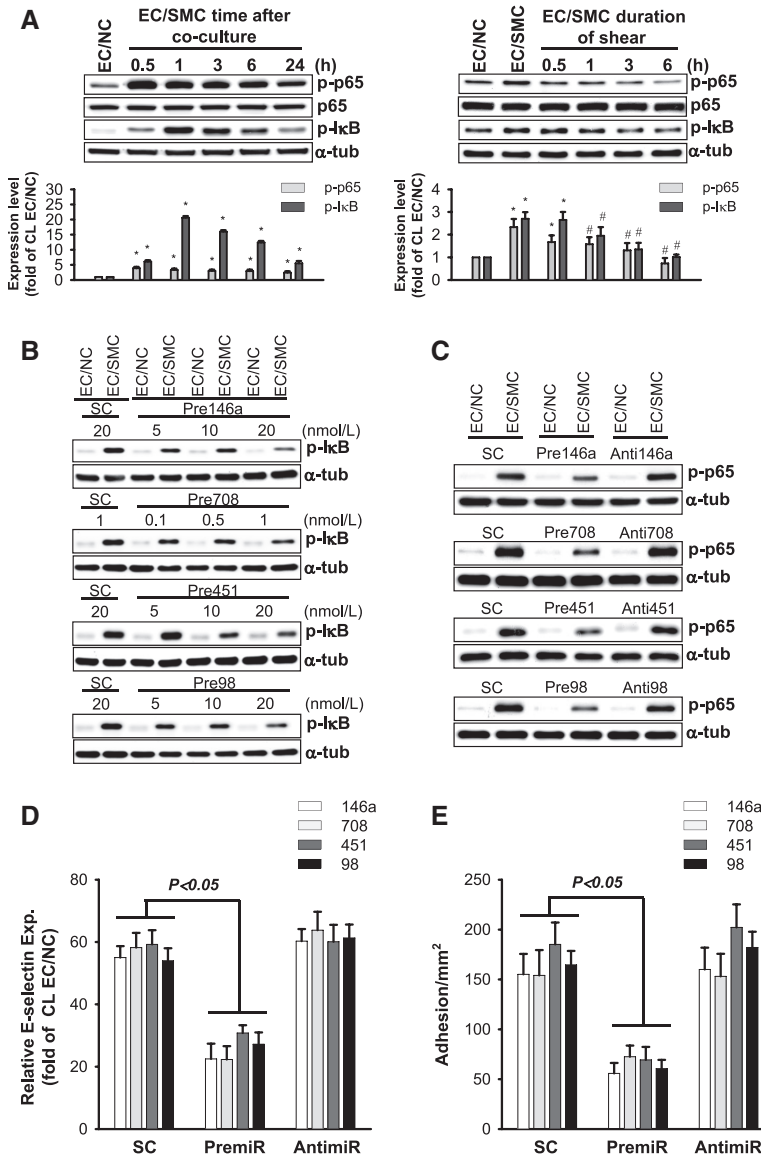 A
EC/NC
EC/SMC time after
co-culture
0.5 1 3 6 24 (h)
p-p65
p65
p-IκB
α-tub
Expression level
(fold of CL EC/NC)
30
25
20
15
10
5
0
p-p65
p-IκB
* * * * * * * * * *
EC/NC
EC/SMC
EC/SMC duration
of shear
0.5 1 3 6 (h)
p-p65
p65
p-IκB
α-tub
Expression level
(fold of CL EC/NC)
4
3
2
1
0
p-p65
p-IκB
* * * * # # # # # #
B
EC/NC EC/SMC EC/NC EC/SMC EC/NC EC/SMC EC/NC EC/SMC
SC Pre146a
20 5 10 20 (nmol/L)
p-IκB
α-tub
SC Pre708
1 0.1 0.5 1 (nmol/L)
p-IκB
α-tub
SC Pre451
20 5 10 20 (nmol/L)
p-IκB
α-tub
SC Pre98
20 5 10 20 (nmol/L)
p-IκB
α-tub
C
EC/NC EC/SMC EC/NC EC/SMC EC/NC EC/SMC
SC Pre146a Anti146a
p-p65
α-tub
SC Pre708 Anti708
p-p65
α-tub
SC Pre451 Anti451
p-p65
α-tub
SC Pre98 Anti98
p-p65
α-tub
D
146a
708
451
98
Relative E-selectin Exp.
(fold of CL EC/NC)
80
60
40
20
0
P<0.05
SC PremiR AntimiR
E
146a
708
451
98
Adhesion/mm²
250
200
150
100
50
0
P<0.05
SC PremiR AntimiR